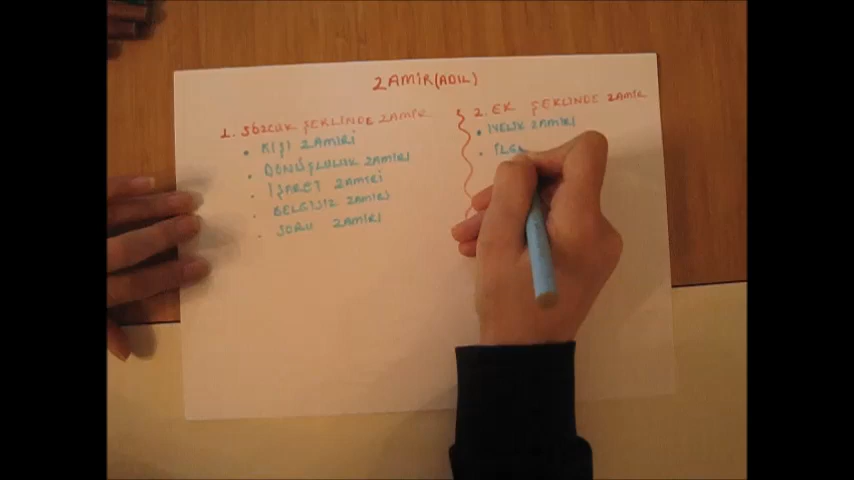 ZAMİR(ADIL)
1. SÖZCÜK ŞEKLİNDE ZAMİR
• KİŞİ ZAMİRİ
• DÖNÜŞLÜLÜK ZAMİRİ
• İŞARET ZAMİRİ
• BELGİSİZ ZAMİRİ
• SORU ZAMİRİ
2. EK ŞEKLİNDE ZAMİR
• İYELİK ZAMİRİ
• İLG